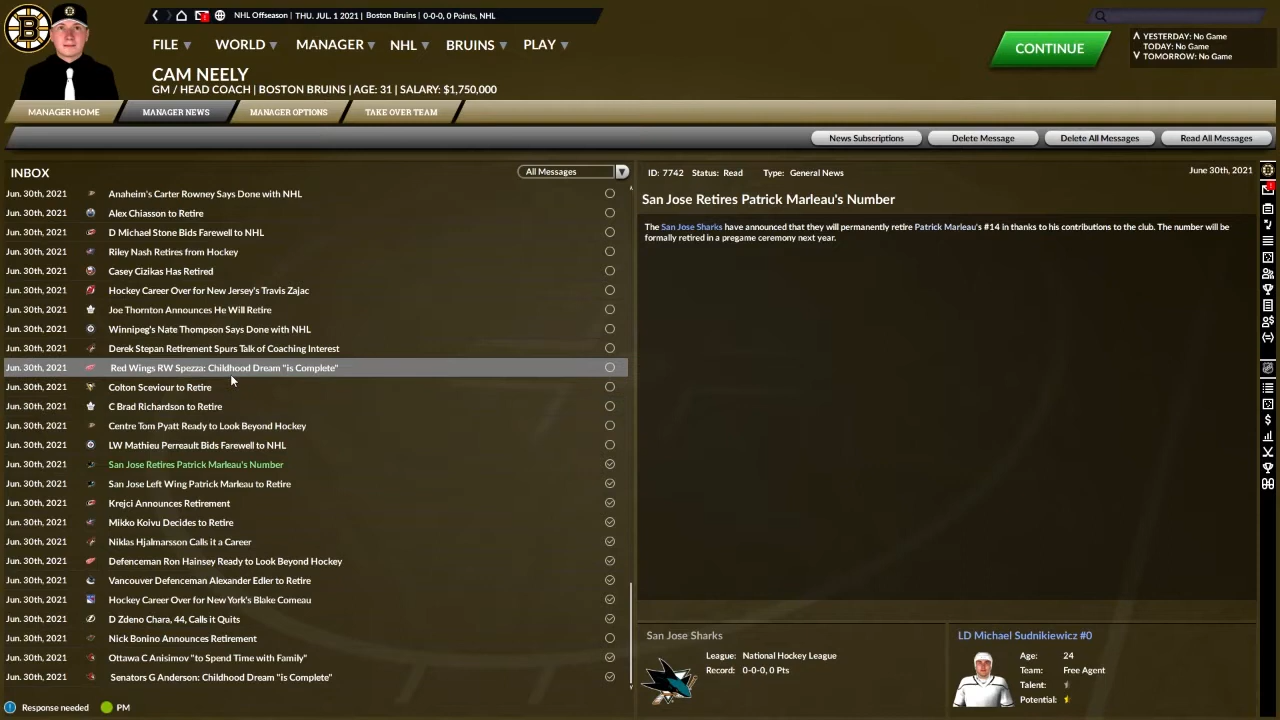 NHL Offseason | THU. JUL. 1 2021 | Boston Bruins | 0-0-0, 0 Points, NHL
FILE WORLD MANAGER NHL BRUINS PLAY
CONTINUE
YESTERDAY: No Game
TODAY: No Game
TOMORROW: No Game
CAM NEELY
GM / HEAD COACH | BOSTON BRUINS | AGE: 31 | SALARY: $1,750,000
MANAGER HOME MANAGER NEWS MANAGER OPTIONS TAKE OVER TEAM
News Subscriptions Delete Message Delete All Messages Read All Messages
INBOX All Messages
Jun. 30th, 2021 Anaheim's Carter Rowney Says Done with NHL
Jun. 30th, 2021 Alex Chiasson to Retire
Jun. 30th, 2021 D Michael Stone Bids Farewell to NHL
Jun. 30th, 2021 Riley Nash Retires from Hockey
Jun. 30th, 2021 Casey Cizikas Has Retired
Jun. 30th, 2021 Hockey Career Over for New Jersey's Travis Zajac
Jun. 30th, 2021 Joe Thornton Announces He Will Retire
Jun. 30th, 2021 Winnipeg's Nate Thompson Says Done with NHL
Jun. 30th, 2021 Derek Stepan Retirement Spurs Talk of Coaching Interest
Jun. 30th, 2021 Red Wings RW Spezza: Childhood Dream "is Complete"
Jun. 30th, 2021 Colton Sceviour to Retire
Jun. 30th, 2021 C Brad Richardson to Retire
Jun. 30th, 2021 Centre Tom Pyatt Ready to Look Beyond Hockey
Jun. 30th, 2021 LW Mathieu Perreault Bids Farewell to NHL
Jun. 30th, 2021 San Jose Retires Patrick Marleau's Number
Jun. 30th, 2021 San Jose Left Wing Patrick Marleau to Retire
Jun. 30th, 2021 Krejci Announces Retirement
Jun. 30th, 2021 Mikko Koivu Decides to Retire
Jun. 30th, 2021 Niklas Hjalmarsson Calls it a Career
Jun. 30th, 2021 Defenceman Ron Hainsey Ready to Look Beyond Hockey
Jun. 30th, 2021 Vancouver Defenceman Alexander Edler to Retire
Jun. 30th, 2021 Hockey Career Over for New York's Blake Comeau
Jun. 30th, 2021 D Zdeno Chara, 44, Calls it Quits
Jun. 30th, 2021 Nick Bonino Announces Retirement
Jun. 30th, 2021 Ottawa C Anisimov "to Spend Time with Family"
Jun. 30th, 2021 Senators G Anderson: Childhood Dream "is Complete"
Response needed PM
ID: 7742 Status: Read Type: General News June 30th, 2021
San Jose Retires Patrick Marleau's Number
The San Jose Sharks have announced that they will permanently retire Patrick Marleau's #14 in thanks to his contributions to the club. The number will be
formally retired in a pregame ceremony next year.
San Jose Sharks
League: National Hockey League
Record: 0-0-0, 0 Pts
LD Michael Sudnikiewicz #0
Age: 24
Team: Free Agent
Talent:
Potential: